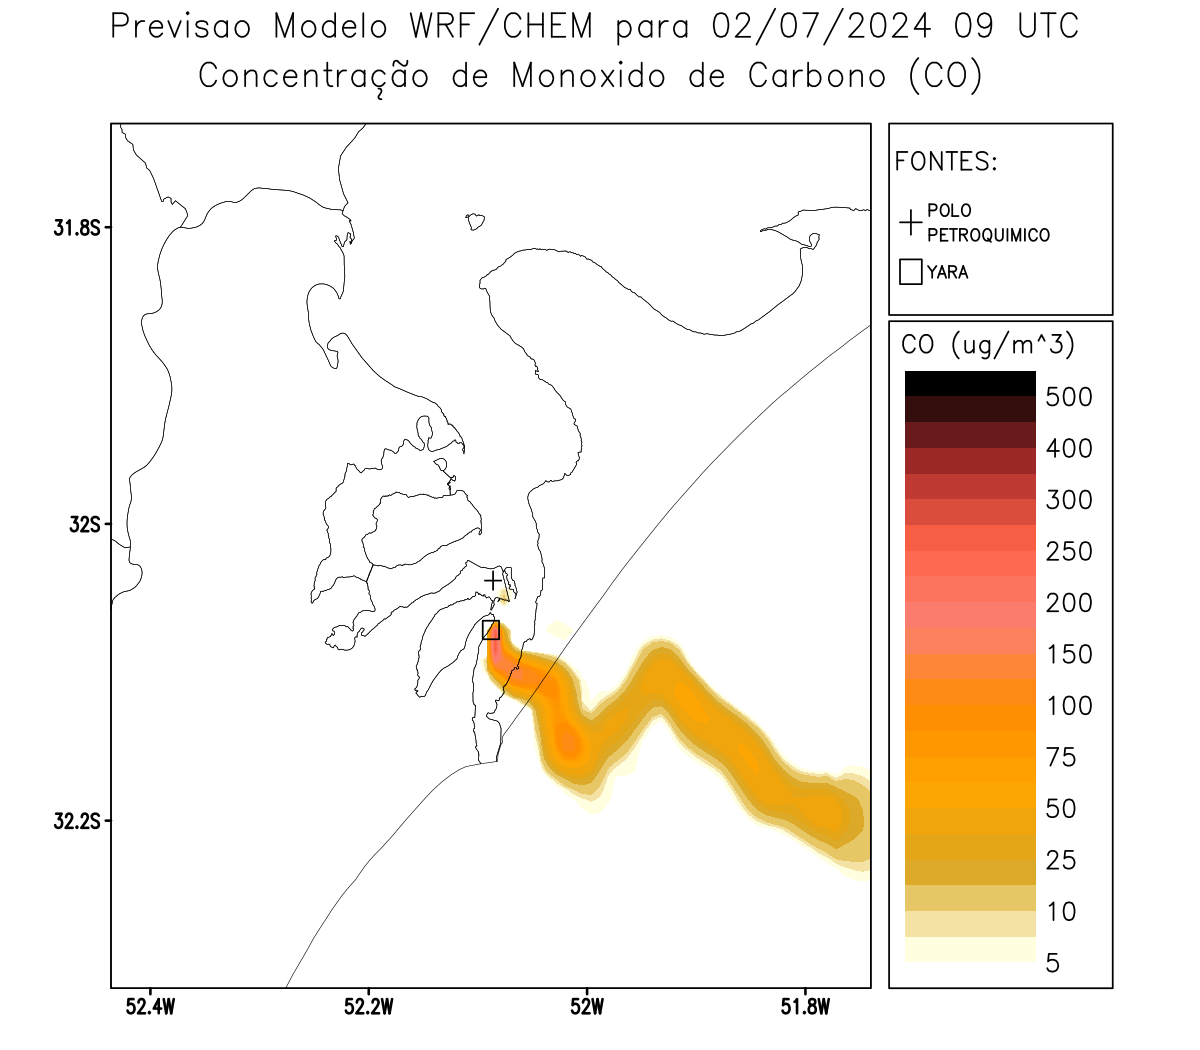 Previsao Modelo WRF/CHEM para 02/07/2024 09 UTC
Concentração de Monoxido de Carbono (CO)
FONTES:
POLO
PETROQUIMICO
YARA
CO (ug/m^3)
500
400
300
250
200
150
100
75
50
25
10
5
31.8S
32S
32.2S
52.4W
52.2W
52W
51.8W